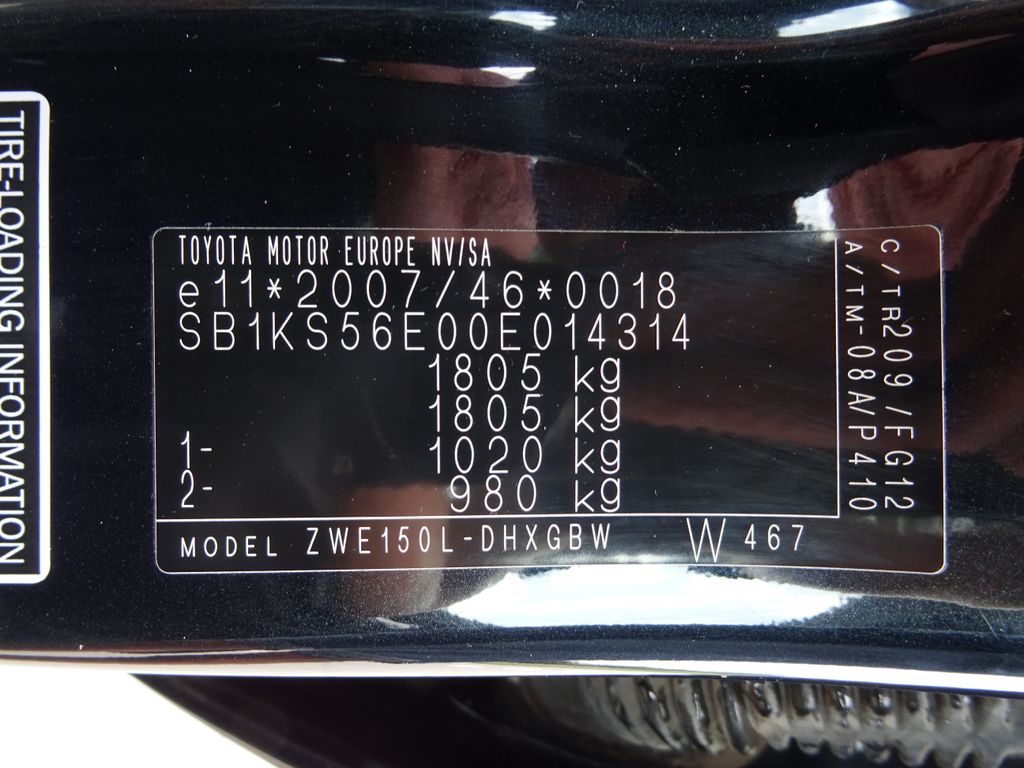 TIRE-LOADING INFORMATION
TOYOTA MOTOR EUROPE NV/SA
e11*2007/46*0018
SB1KS56E00E014314
1805 kg
1805 kg
1- 1020 kg
2- 980 kg
MODEL ZWE150L-DHXGBW W 467
C/TR209/FG12
A/TM-08A/P410